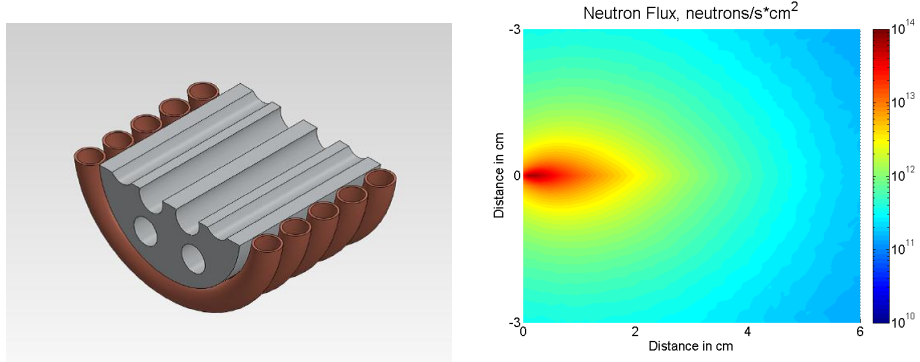 Neutron Flux, neutrons/s*cm²
-3
0
-3
Distance in cm
0 2 4 6
Distance in cm
10¹⁴
10¹³
10¹²
10¹¹
10¹⁰